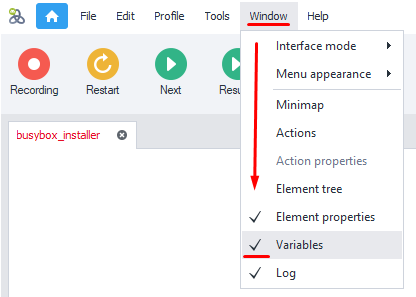 File Edit Profile Tools Window Help
Recording Restart Next
busybox_installer
Interface mode
Menu appearance
Minimap
Actions
Action properties
Element tree
Element properties
Variables
Log